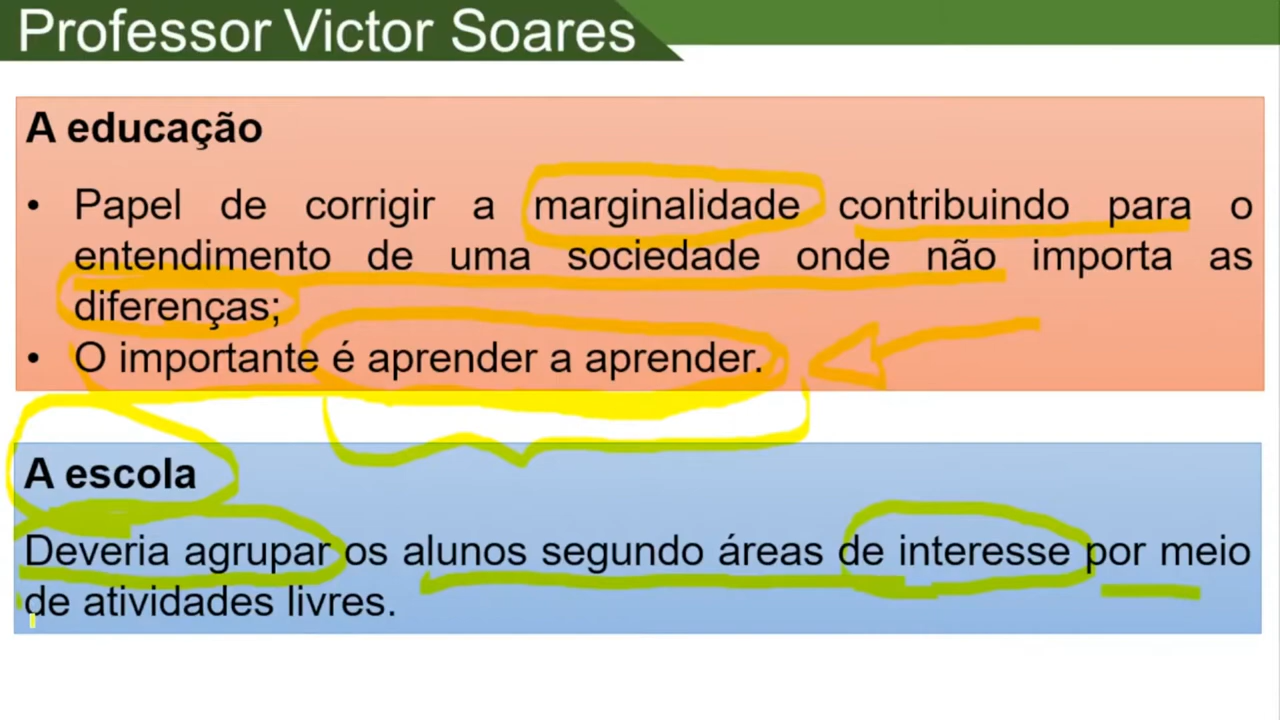 Professor Victor Soares
A educação
• Papel de corrigir a marginalidade contribuindo para o
entendimento de uma sociedade onde não importa as
diferenças;
• O importante é aprender a aprender.
A escola
Deveria agrupar os alunos segundo áreas de interesse por meio
de atividades livres.